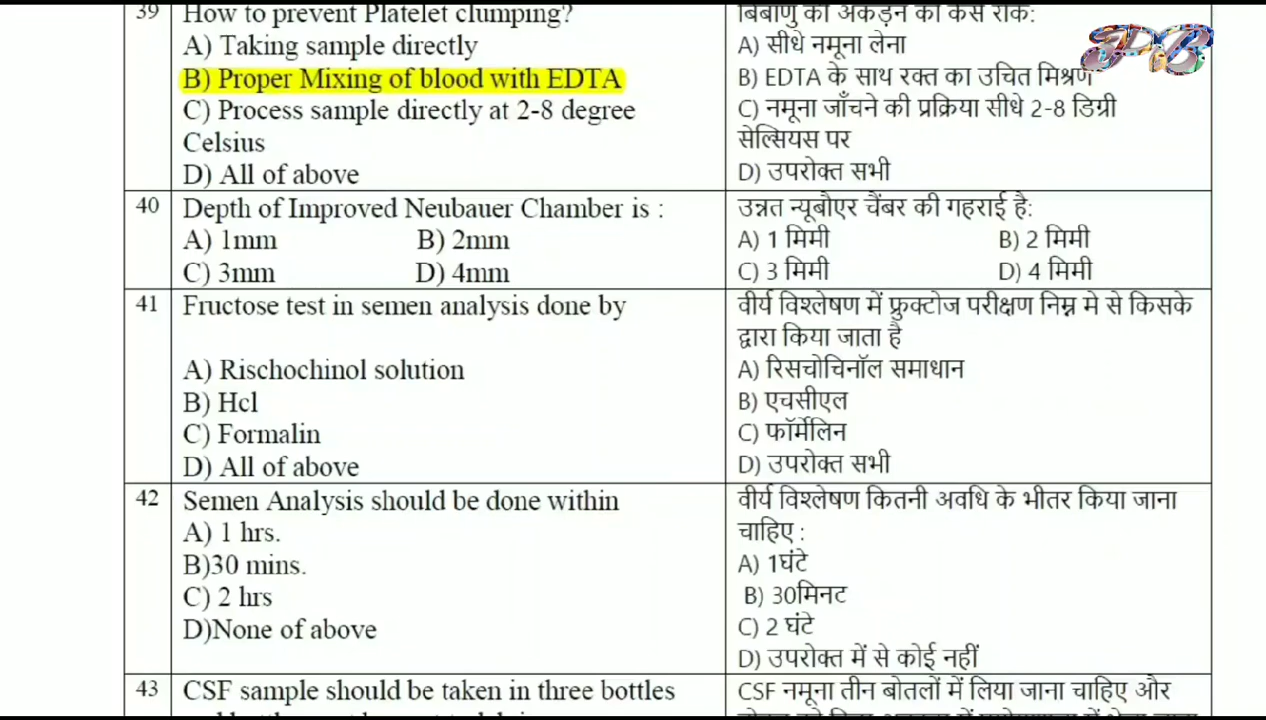 39 How to prevent Platelet clumping?
A) Taking sample directly
B) Proper Mixing of blood with EDTA
C) Process sample directly at 2-8 degree
Celsius
D) All of above
बिंबाणु की अकड़न को कैसे रोकें:
A) सीधे नमूना लेना
B) EDTA के साथ रक्त का उचित मिश्रण
C) नमूना जाँचने की प्रक्रिया सीधे 2-8 डिग्री
सेल्सियस पर
D) उपरोक्त सभी
40 Depth of Improved Neubauer Chamber is :
A) 1mm B) 2mm
C) 3mm D) 4mm
उन्नत न्यूबौएर चैंबर की गहराई है:
A) 1 मिमी B) 2 मिमी
C) 3 मिमी D) 4 मिमी
41 Fructose test in semen analysis done by
A) Rischochinol solution
B) Hcl
C) Formalin
D) All of above
वीर्य विश्लेषण में फ्रुक्टोज परीक्षण निम्न मे से किसके
द्वारा किया जाता है
A) रिसचोचिनॉल समाधान
B) एचसीएल
C) फॉर्मेलिन
D) उपरोक्त सभी
42 Semen Analysis should be done within
A) 1 hrs.
B)30 mins.
C) 2 hrs
D)None of above
वीर्य विश्लेषण कितनी अवधि के भीतर किया जाना
चाहिए :
A) 1घंटे
B) 30मिनट
C) 2 घंटे
D) उपरोक्त में से कोई नहीं
43 CSF sample should be taken in three bottles
CSF नमूना तीन बोतलों में लिया जाना चाहिए और